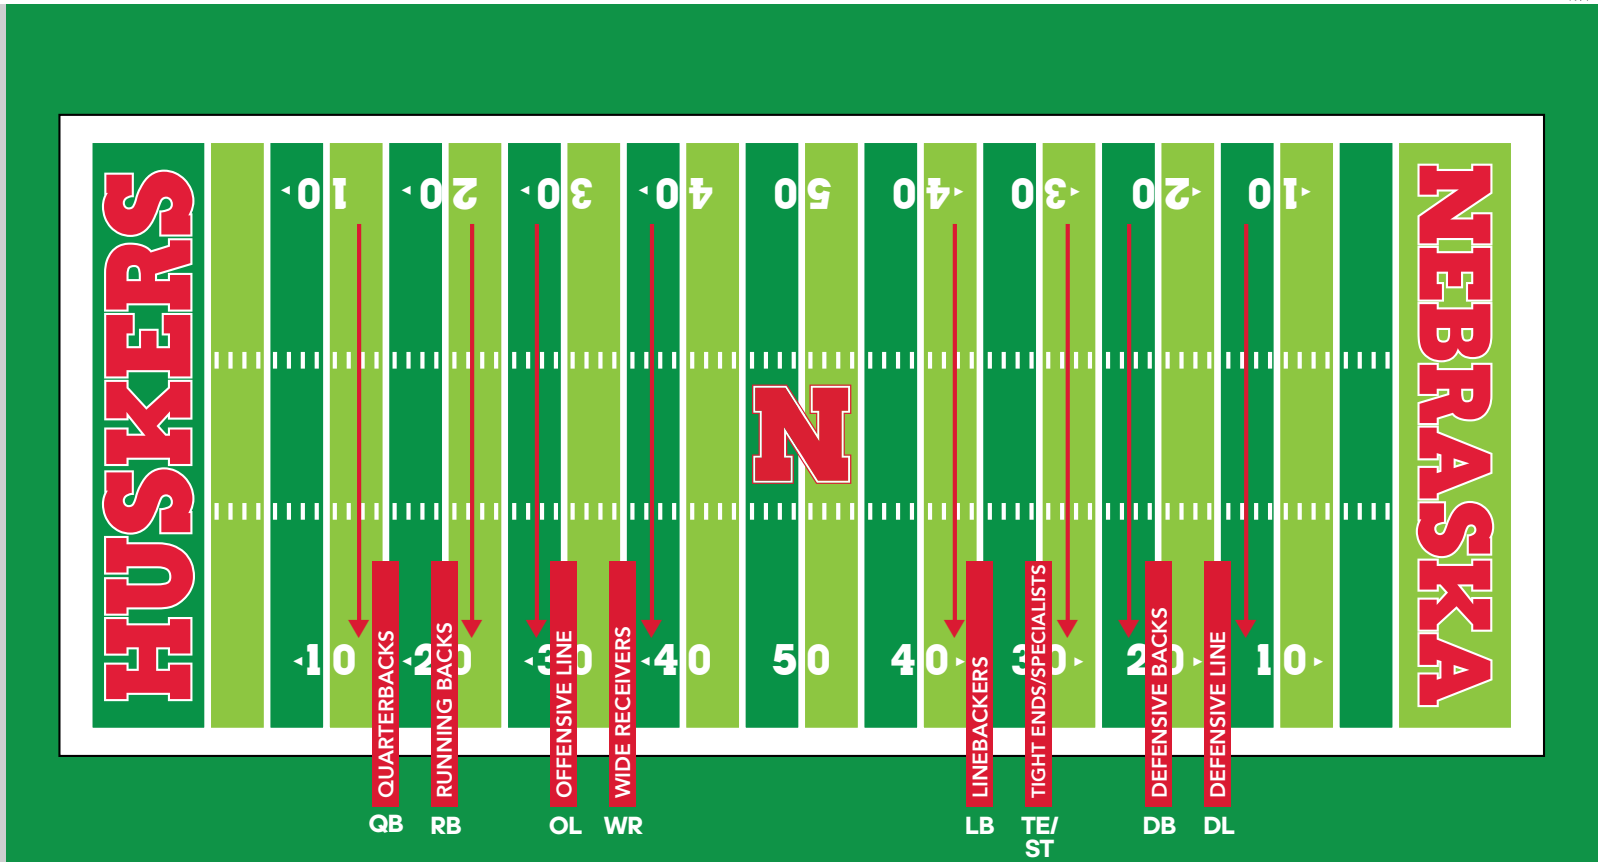 HUSKERS
10 20 30 40 50 40 30 20 10
NEBRASKA
N
10 20 30 40 50 40 30 20 10
QUARTERBACKS
RUNNING BACKS
OFFENSIVE LINE
WIDE RECEIVERS
LINEBACKERS
TIGHT ENDS/SPECIALISTS
DEFENSIVE BACKS
DEFENSIVE LINE
QB RB OL WR LB TE/ DB DL
ST